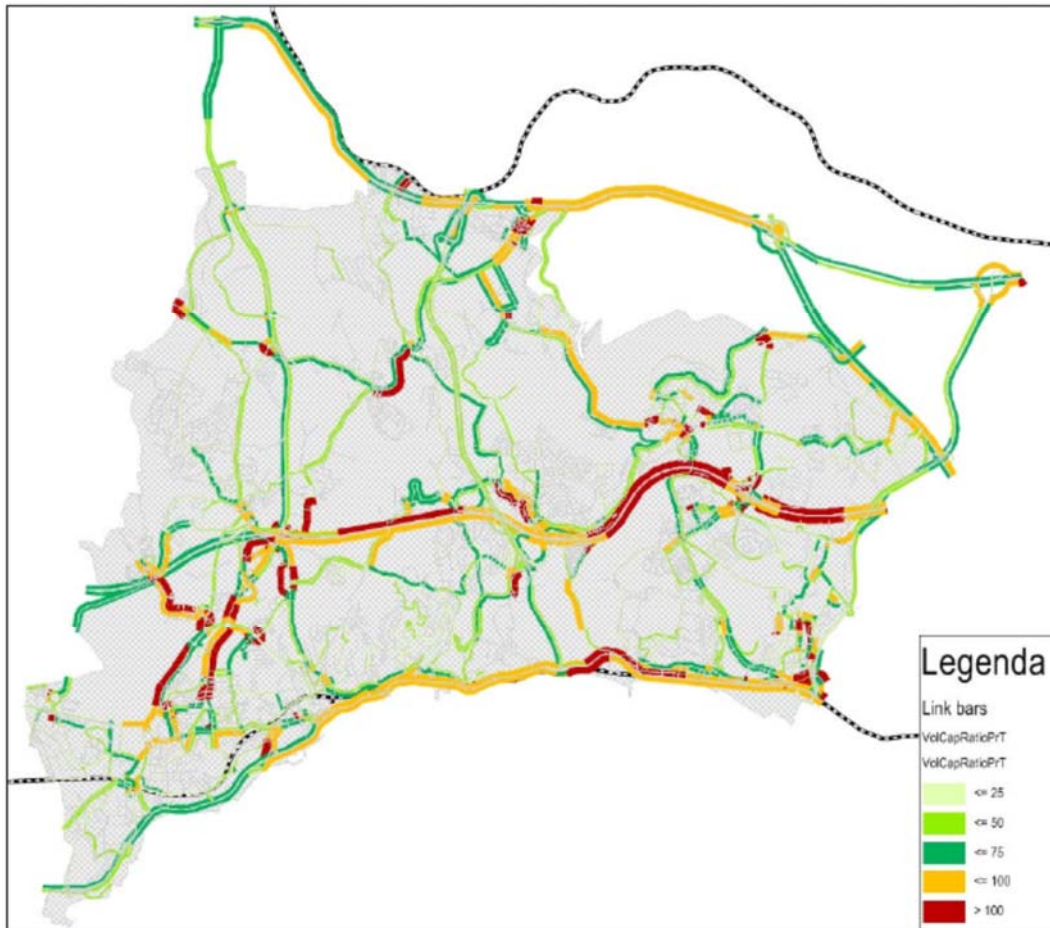 Legenda
Link bars
VolCapRatioPrT
VolCapRatioPrT
<= 25
<= 50
<= 75
<= 100
> 100